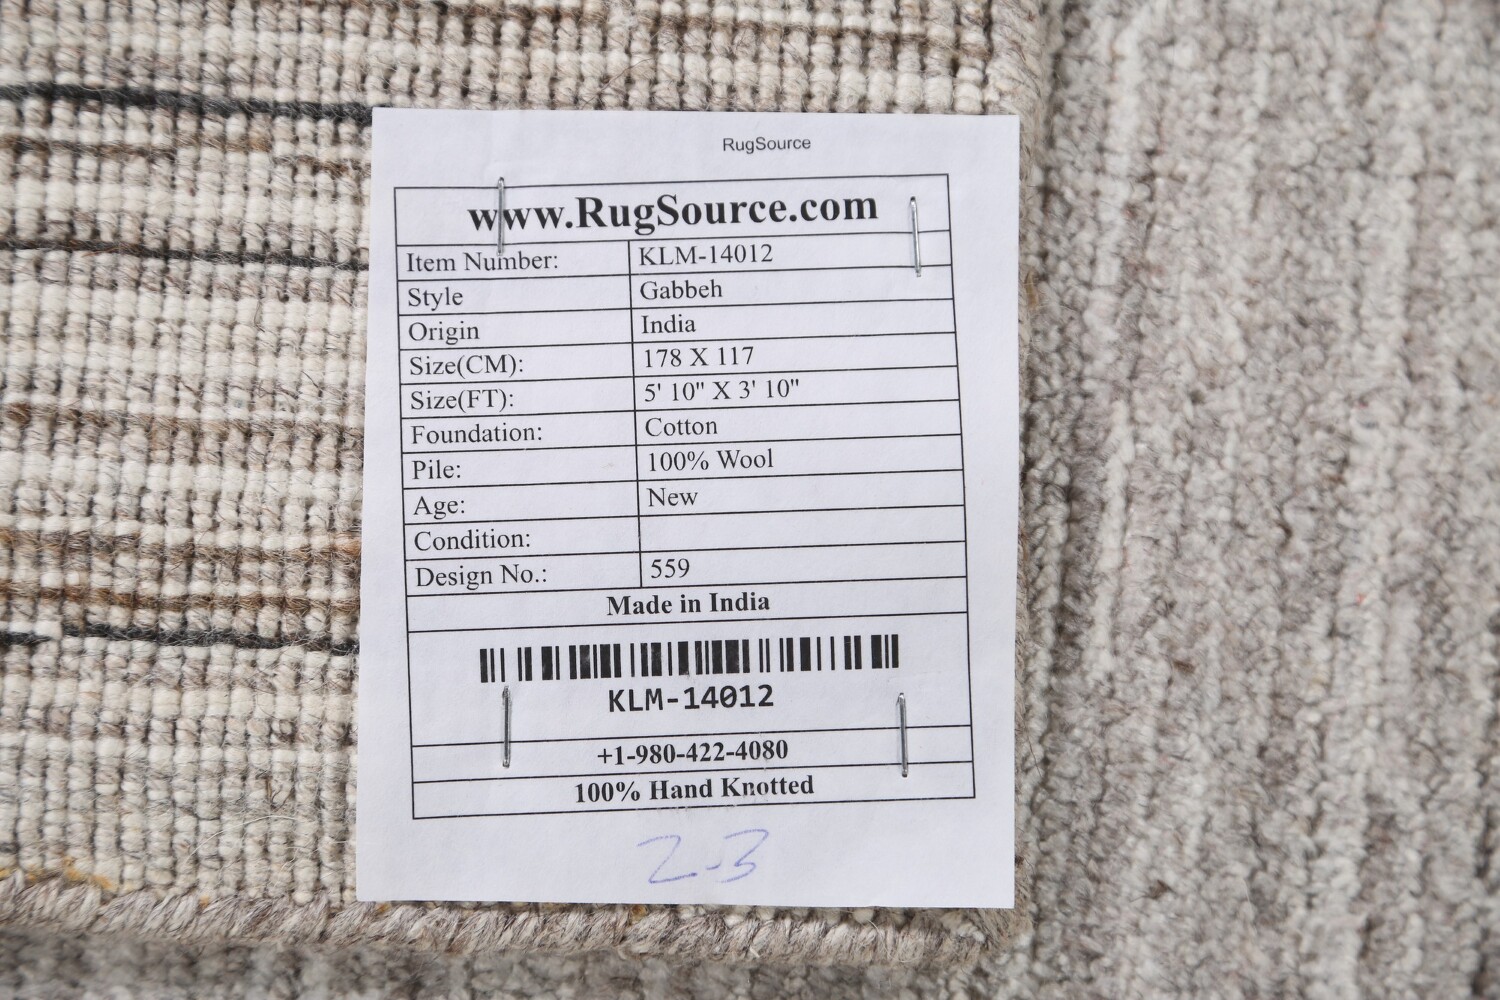 RugSource
www.RugSource.com
Item Number: KLM-14012
Style Gabbeh
Origin India
Size(CM): 178 X 117
Size(FT): 5' 10" X 3' 10"
Foundation: Cotton
Pile: 100% Wool
Age: New
Condition:
Design No.: 559
Made in India
KLM-14012
+1-980-422-4080
100% Hand Knotted
2-3